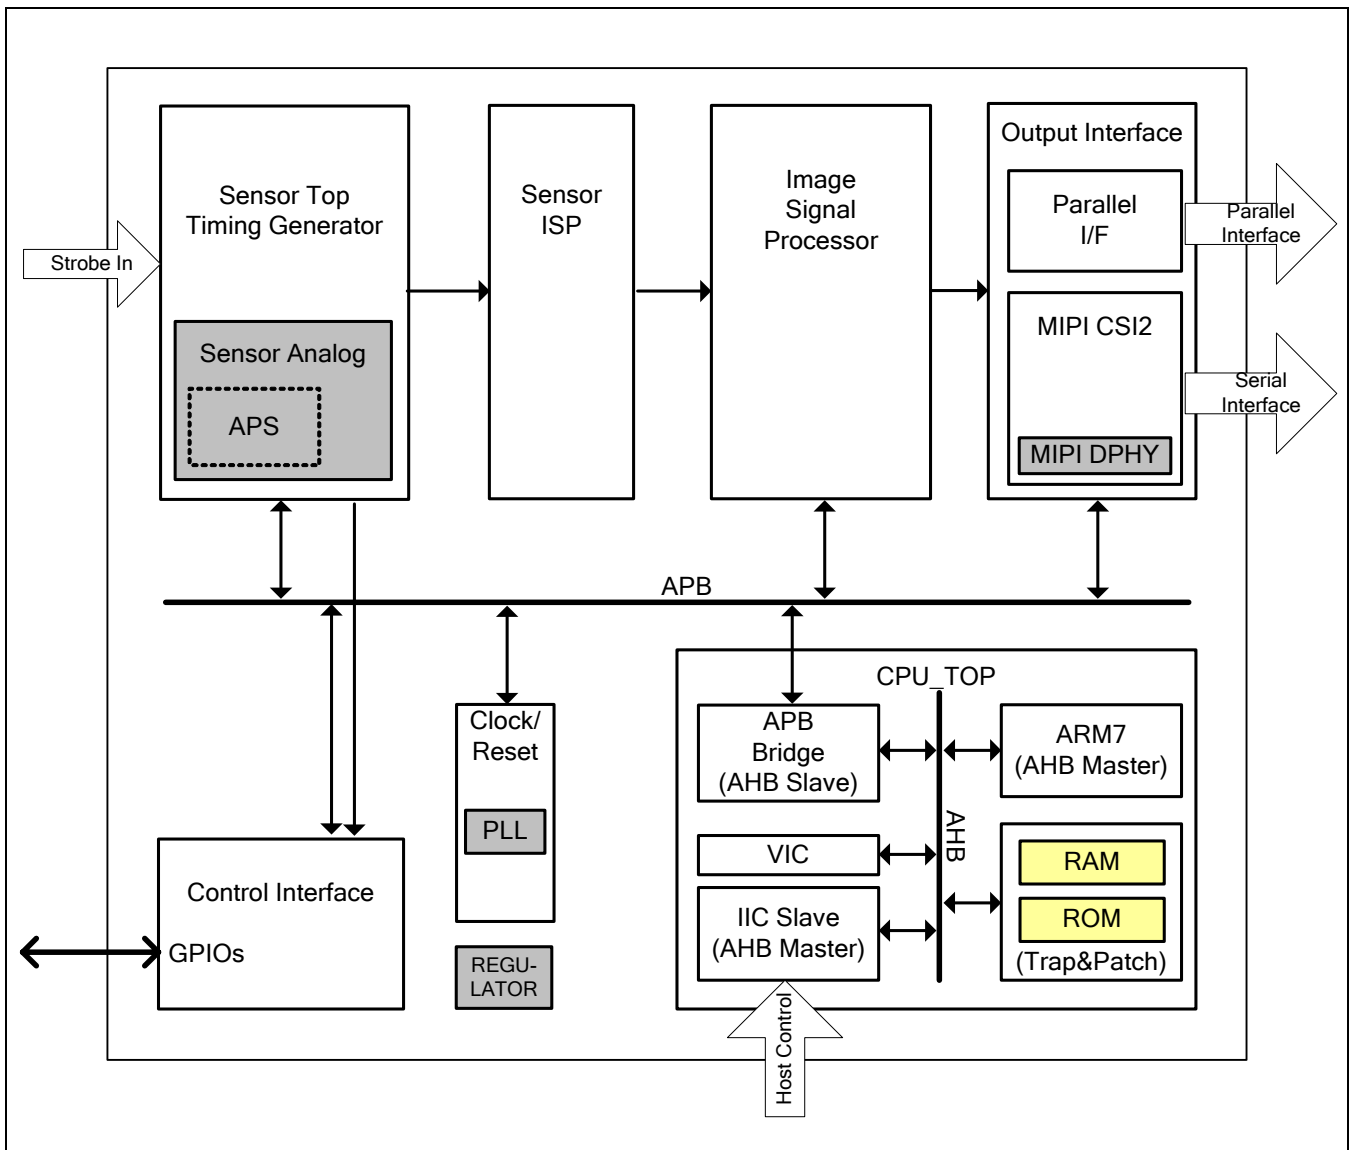 Strobe In
Sensor Top
Timing Generator
Sensor Analog
APS
Sensor
ISP
Image
Signal
Processor
Output Interface
Parallel
I/F
MIPI CSI2
MIPI DPHY
Parallel
Interface
Serial
Interface
APB
Control Interface
GPIOs
Clock/
Reset
PLL
REGU-
LATOR
CPU_TOP
APB
Bridge
(AHB Slave)
VIC
IIC Slave
(AHB Master)
AHB
ARM7
(AHB Master)
RAM
ROM
(Trap&Patch)
Host Control